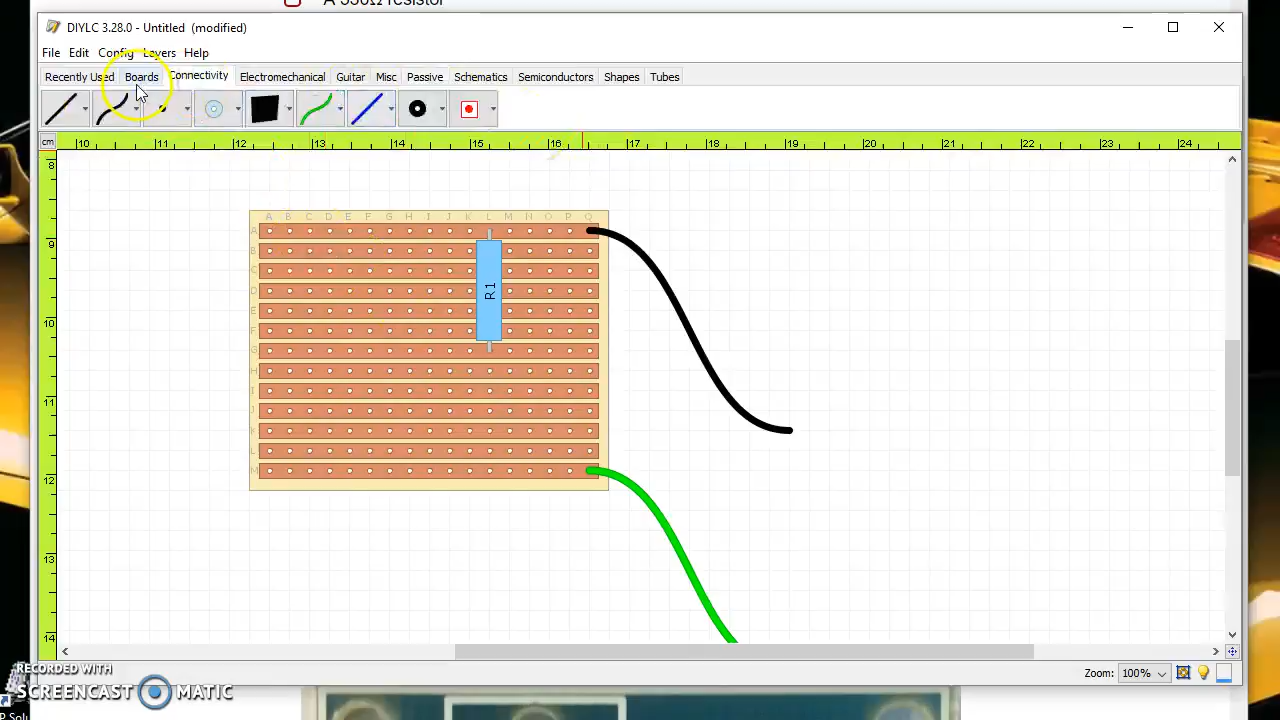 A 330Ω resistor
DIYLC 3.28.0 - Untitled (modified)
File Edit Config Layers Help
Recently Used Boards Connectivity Electromechanical Guitar Misc Passive Schematics Semiconductors Shapes Tubes
cm 10 11 12 13 14 15 16 17 18 19 20 21 22 23 24
8
A B C D E F G H I J K L M N O P Q
A
9
B
C
D
R1
E
10
F
G
H
I
11
J
K
L
M
12
13
14
RECORDED WITH
SCREENCAST MATIC
Zoom: 100%
P Solu